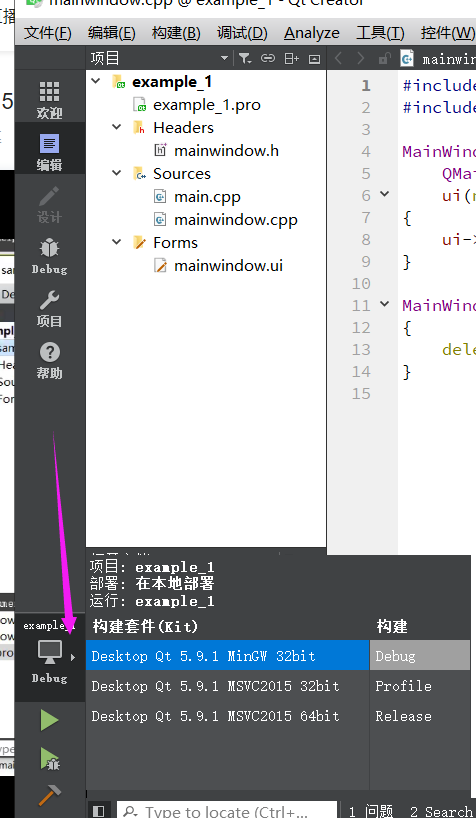 mainwindow.cpp @ example_1 - Qt Creator
文件(F) 编辑(E) 构建(B) 调试(D) Analyze 工具(T) 控件(W)
项目
mainwin
欢迎
编辑
设计
Debug
项目
帮助
example_1
example_1.pro
Headers
mainwindow.h
Sources
main.cpp
mainwindow.cpp
Forms
mainwindow.ui
1 #include
2 #include
3
4 MainWind
5 QMai
6 ui(n
7 {
8 ui->
9 }
10
11 MainWind
12 {
13 dele
14 }
15
项目: example_1
部署: 在本地部署
运行: example_1
构建套件(Kit) 构建
Desktop Qt 5.9.1 MinGW 32bit Debug
Desktop Qt 5.9.1 MSVC2015 32bit Profile
Desktop Qt 5.9.1 MSVC2015 64bit Release
example_1
Debug
Type to locate (Ctrl+... 1 问题 2 Search